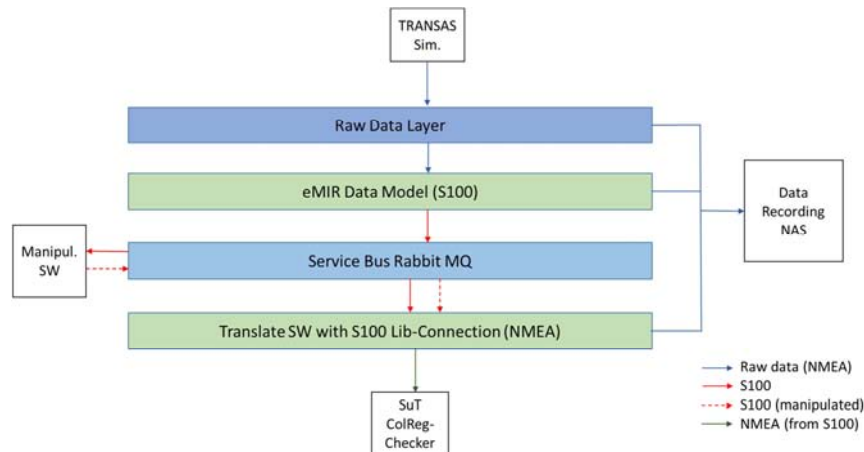 TRANSAS
Sim.
Raw Data Layer
eMIR Data Model (S100)
Data
Recording
NAS
Manipul.
SW
Service Bus Rabbit MQ
Translate SW with S100 Lib-Connection (NMEA)
Raw data (NMEA)
S100
S100 (manipulated)
NMEA (from S100)
SuT
ColReg-
Checker